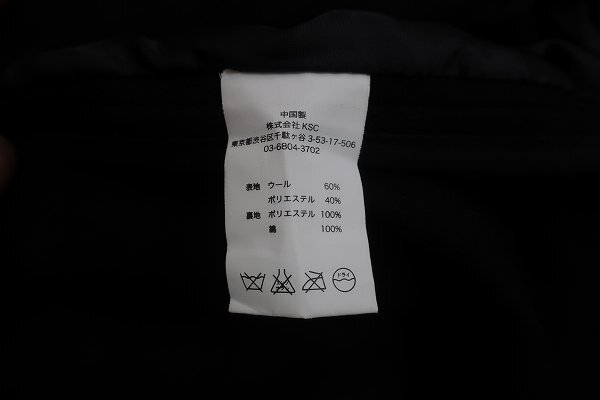 中国製
株式会社 KSC
東京都渋谷区千駄ヶ谷 3-53-17-506
03-6804-3702
表地 ウール 60%
ポリエステル 40%
裏地 ポリエステル 100%
綿 100%
ドライ